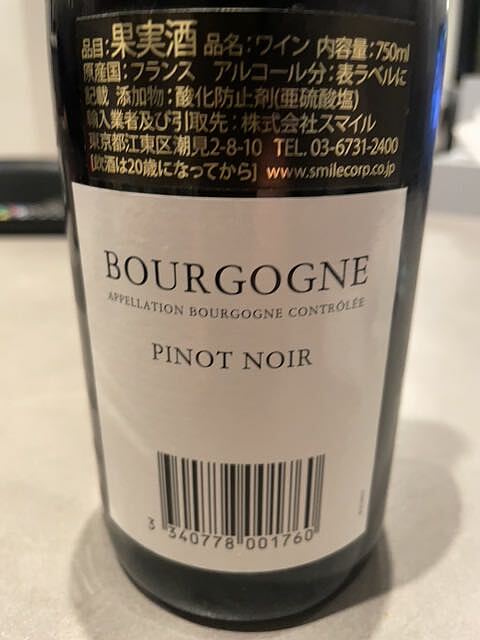 品目:果実酒 品名:ワイン 内容量:750ml
原産国:フランス アルコール分:表ラベルに
記載 添加物:酸化防止剤(亜硫酸塩)
輸入業者及び引取先:株式会社スマイル
東京都江東区潮見2-8-10 TEL. 03-6731-2400
[飲酒は20歳になってから] www.smilecorp.co.jp
BOURGOGNE
APPELLATION BOURGOGNE CONTRÔLÉE
PINOT NOIR
3 340778 001760